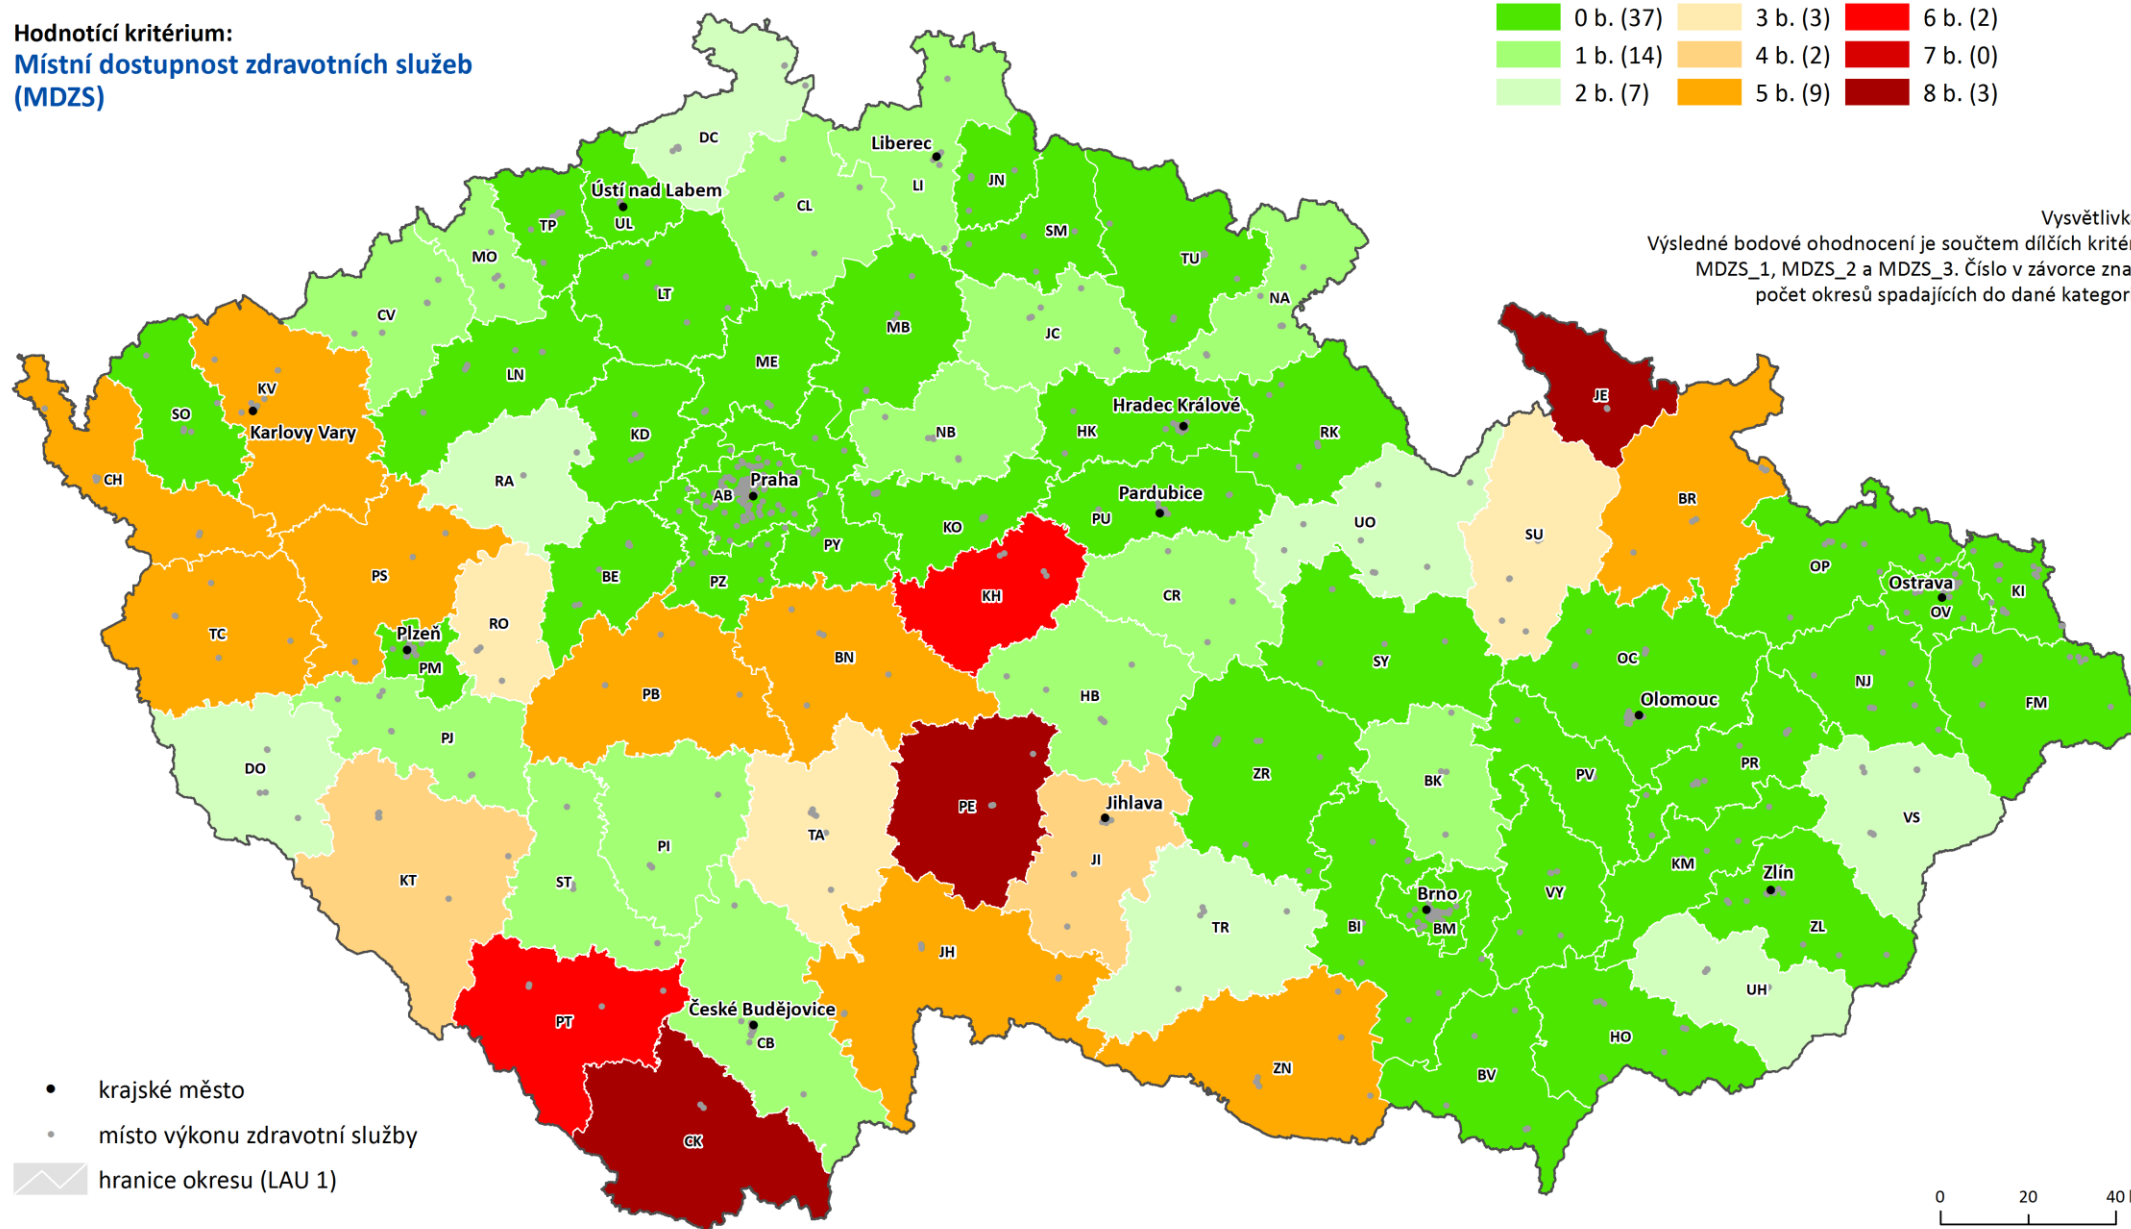 Hodnotící kritérium:
Místní dostupnost zdravotních služeb
(MDZS)
0 b. (37)
3 b. (3)
6 b. (2)
1 b. (14)
4 b. (2)
7 b. (0)
2 b. (7)
5 b. (9)
8 b. (3)
Výsledné bodové ohodnocení je součtem dílčích
MDZS_1, MDZS_2 a MDZS_3. Číslo v závorce
počet okresů spadajících do dané
DC
Liberec
LI
JN
Ústí nad Labem
UL
TP
CL
SM
MO
TU
LT
NA
CV
MB
JC
ME
LN
KV
JE
SO
Karlovy Vary
Hradec Králové
HK
RK
KD
NB
CH
RA
AB
Praha
Pardubice
PU
BR
KO
UO
SU
PY
PS
BE
PZ
OP
Ostrava
OV
KI
KH
CR
TC
RO
Plzeň
PM
BN
SY
OC
NJ
PB
HB
Olomouc
FM
PJ
DO
ZR
BK
PV
PR
PE
Jihlava
JI
VS
TA
PI
KT
ST
KM
Zlín
VY
Brno
BM
BI
TR
ZL
JH
UH
České Budějovice
CB
PT
HO
ZN
BV
CK
krajské město
místo výkonu zdravotní služby
hranice okresu (LAU 1)
0
20
40